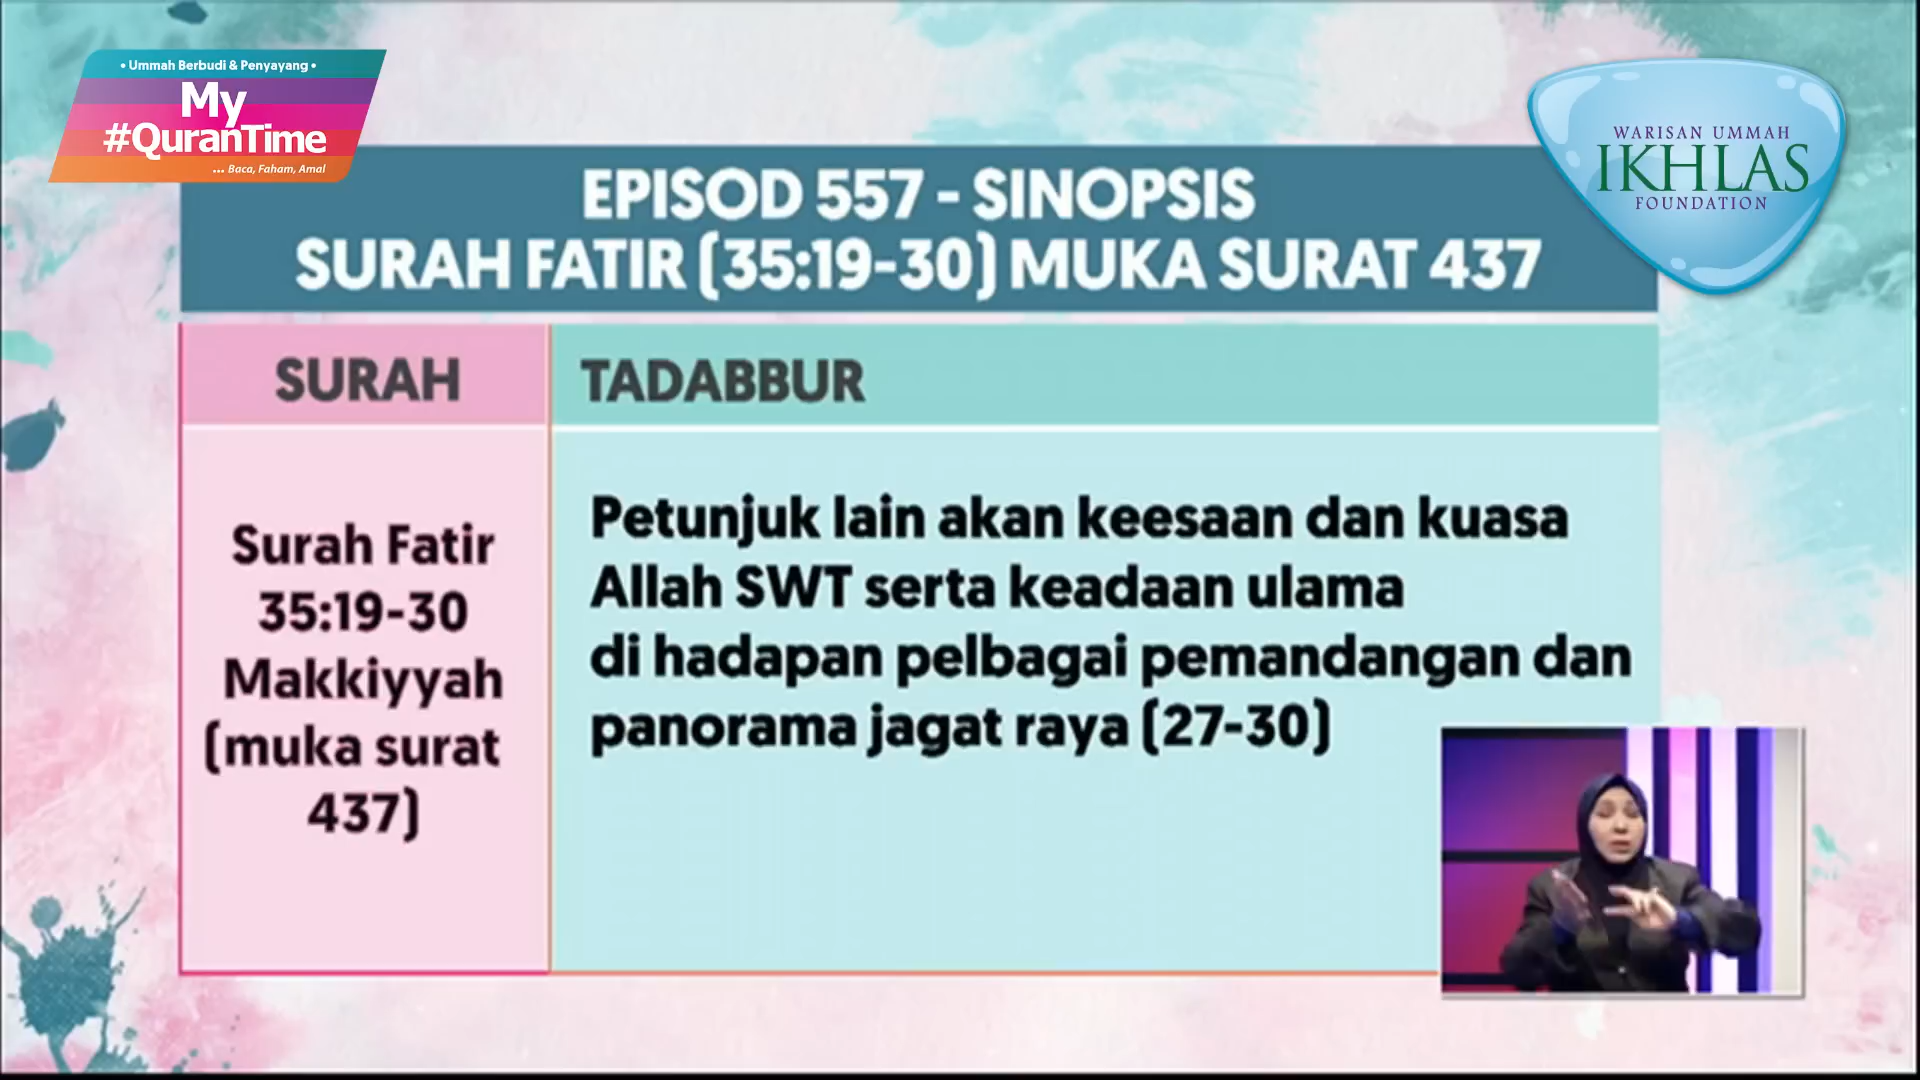 • Ummah Berbudi & Penyayang •
My
#QuranTime
... Baca, Faham, Amal
WARISAN UMMAH
IKHLAS
FOUNDATION
EPISOD 557 - SINOPSIS
SURAH FATIR (35:19-30) MUKA SURAT 437
SURAH
TADABBUR
Surah Fatir
35:19-30
Makkiyyah
(muka surat
437)
Petunjuk lain akan keesaan dan kuasa
Allah SWT serta keadaan ulama
di hadapan pelbagai pemandangan dan
panorama jagat raya (27-30)